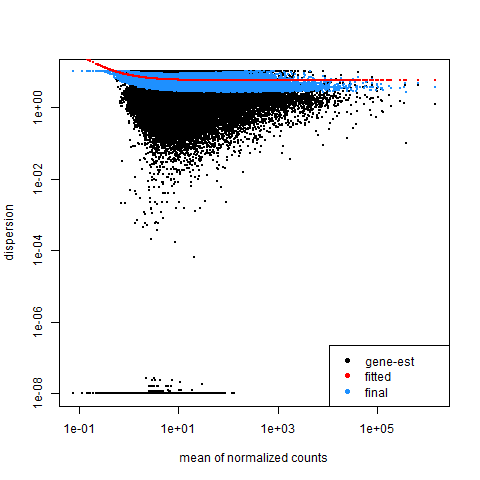 dispersion
1e+00
1e-02
1e-04
1e-06
1e-08
gene-est
fitted
final
1e-01
1e+01
1e+03
1e+05
mean of normalized counts